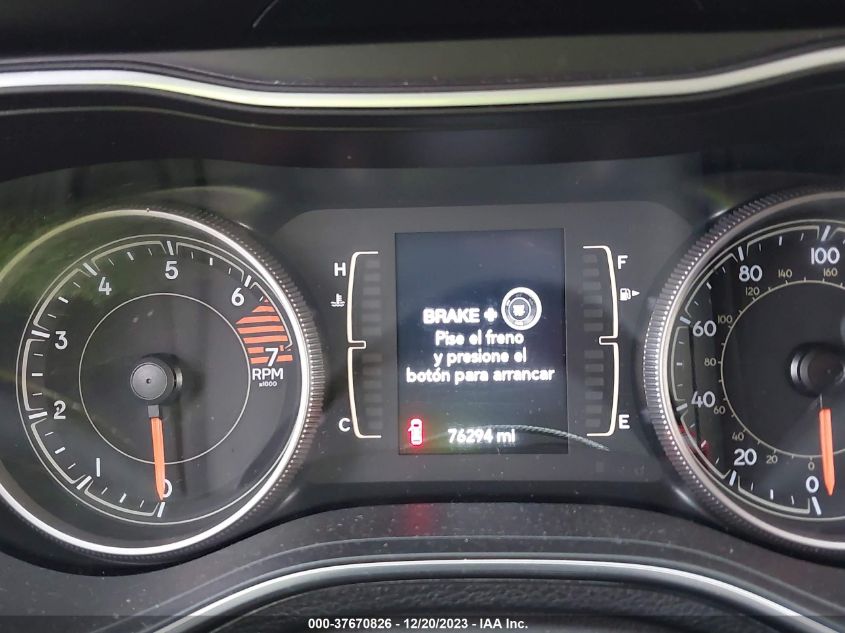 H
F
C
E
BRAKE +
Pise el freno
y presione el
botón para arrancar
76294 mi
0
1
2
3
4
5
6
7
RPM
x1000
0
20
40
60
80
100
0
20
40
60
80
100
120
140
160
000-37670826 - 12/20/2023 - IAA Inc.